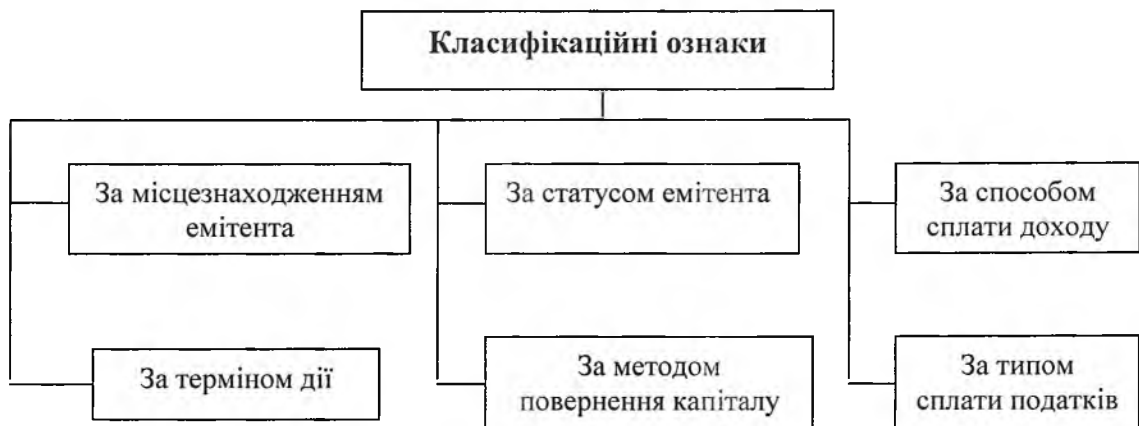 Класифікаційні ознаки
За місцезнаходженням
емітента
За статусом емітента
За способом
сплати доходу
За терміном дії
За методом
повернення капіталу
За типом
сплати податків